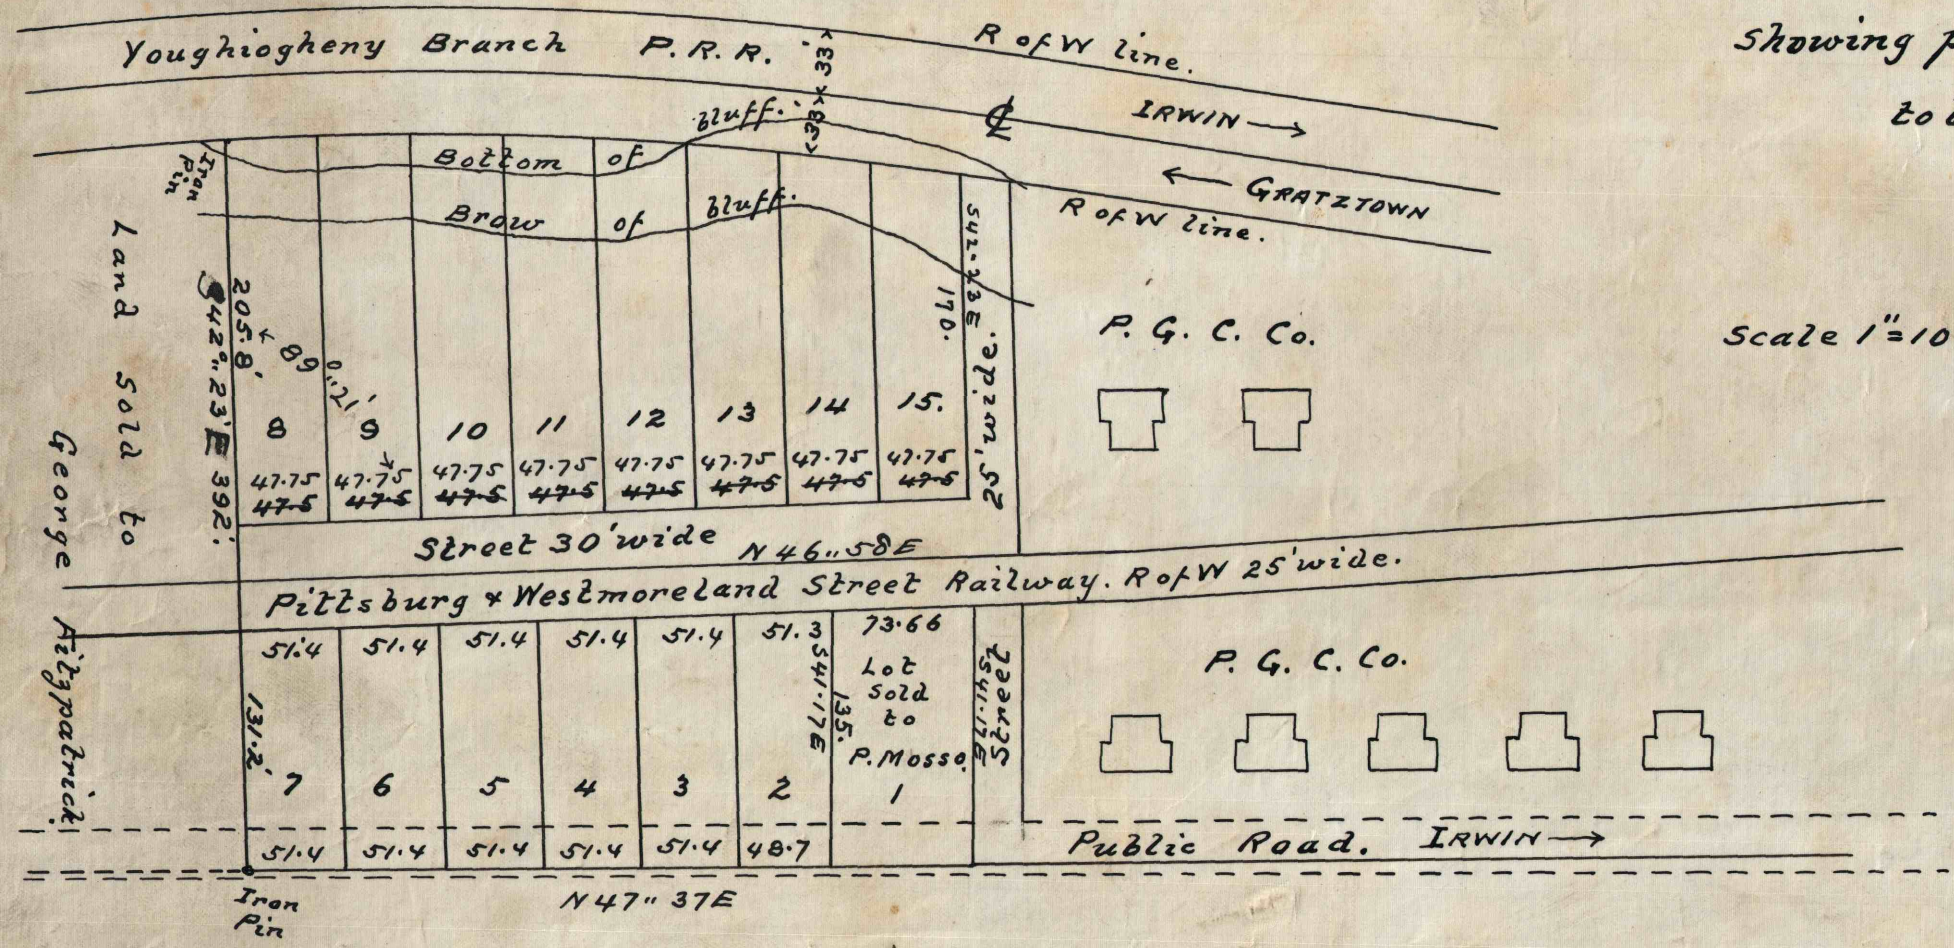 Youghiogheny Branch P.R.R.
33'
33'
R of W line.
Showing
IRWIN
℄
GRATZTOWN
R of W line.
Bottom of bluff.
Brow of bluff.
Iron
Pin
Land sold to George Fitzpatrick
S 42°"23'E 392'.
205.8'
89°"21'
170.
S42-23E
25' wide.
P. G. C. Co.
Scale 1"=10
8 9 10 11 12 13 14 15.
47.75 47.75 47.75 47.75 47.75 47.75 47.75 47.75
47.5 47.5 47.5 47.5 47.5 47.5 47.5 47.5
Street 30' wide N 46"58E
Pittsburg & Westmoreland Street Railway. R of W 25' wide.
51.4 51.4 51.4 51.4 51.4 51.3 73.66
Lot
Sold
to
P. Mosso.
S41.17E
135.
Street
S41.17E
131.2'
P. G. C. Co.
7 6 5 4 3 2 1
51.4 51.4 51.4 51.4 51.4 48.7
Public Road. IRWIN
Iron
Pin
N 47" 37E